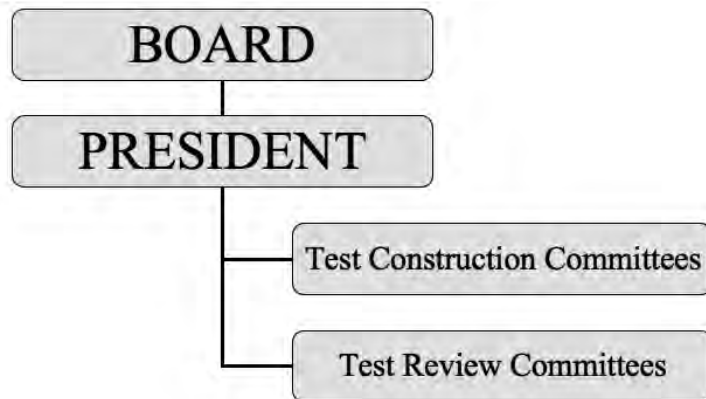 BOARD
PRESIDENT
Test Construction Committees
Test Review Committees